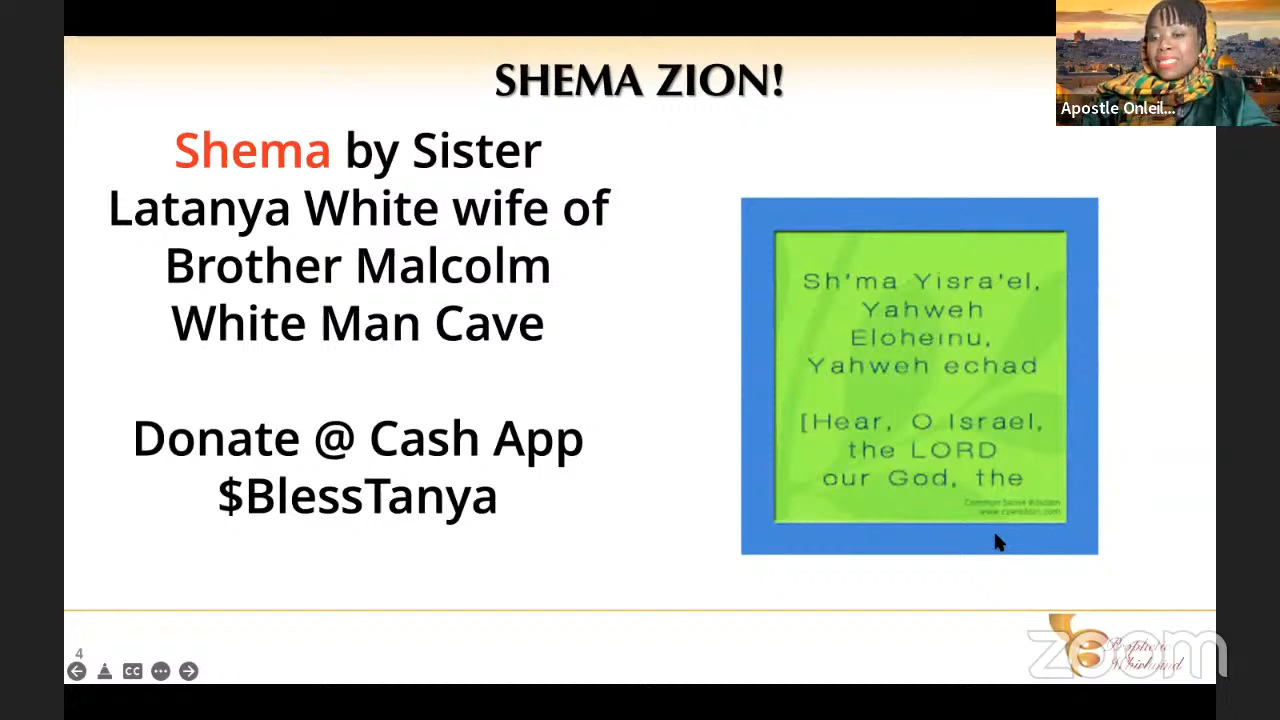 SHEMA ZION!
Apostle Onleil...
Shema by Sister
Latanya White wife of
Brother Malcolm
White Man Cave
Donate @ Cash App
$BlessTanya
Sh'ma Yisra'el,
Yahweh
Eloheinu,
Yahweh echad
[Hear, O Israel,
the LORD
our God, the
4
CC
zoom
Prophetic
Whirlwind